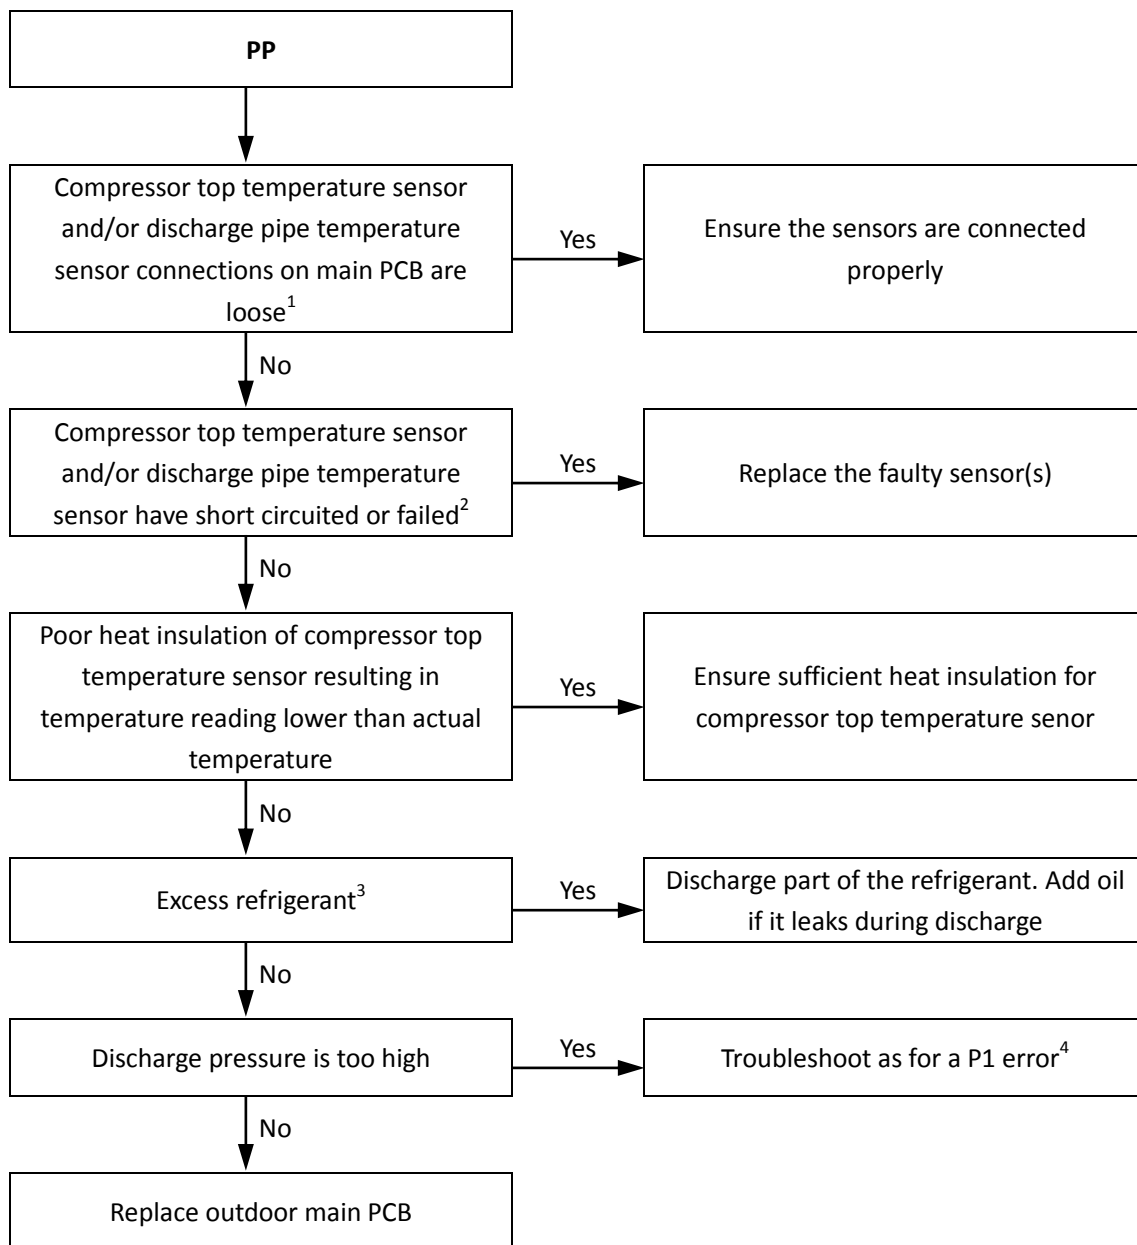 PP
Compressor top temperature sensor
and/or discharge pipe temperature
sensor connections on main PCB are
loose1
Yes
Ensure the sensors are connected
properly
No
Compressor top temperature sensor
and/or discharge pipe temperature
sensor have short circuited or failed2
Yes
Replace the faulty sensor(s)
No
Poor heat insulation of compressor top
temperature sensor resulting in
temperature reading lower than actual
temperature
Yes
Ensure sufficient heat insulation for
compressor top temperature senor
No
Excess refrigerant3
Yes
Discharge part of the refrigerant. Add oil
if it leaks during discharge
No
Discharge pressure is too high
Yes
Troubleshoot as for a P1 error4
No
Replace outdoor main PCB